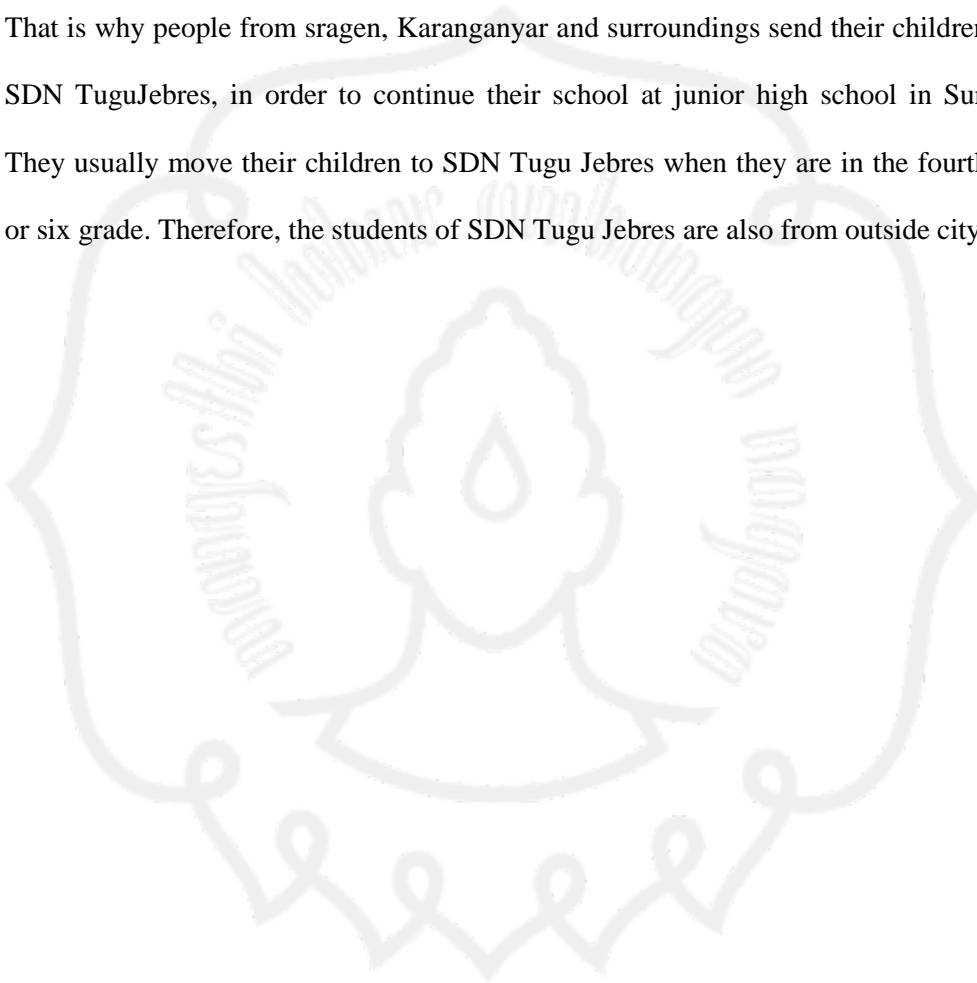 That is why people from sragen, Karanganyar and surroundings send their children
SDN TuguJebres, in order to continue their school at junior high school in
They usually move their children to SDN Tugu Jebres when they are in the fourth
or six grade. Therefore, the students of SDN Tugu Jebres are also from outside city